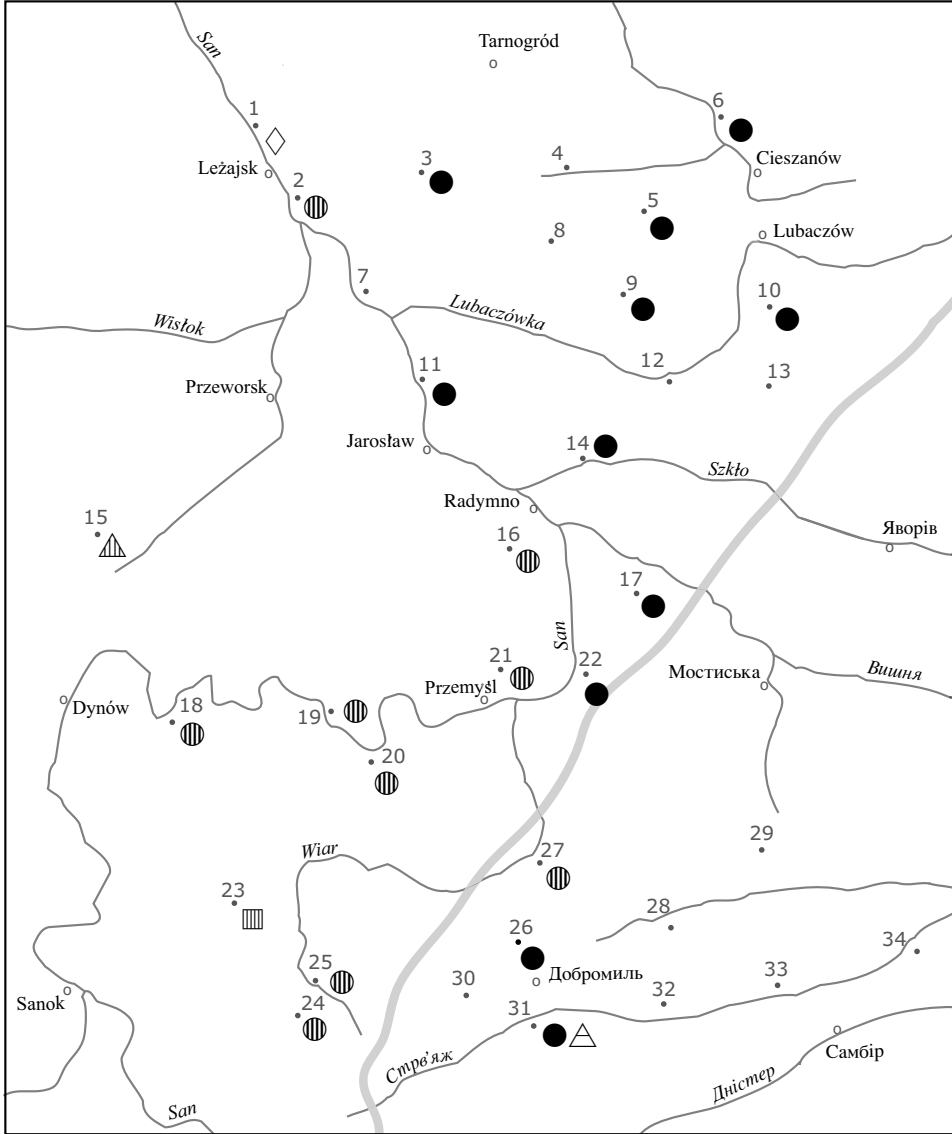 San
Tarnogród
1
6
Leżajsk
2
3
4
Cieszanów
5
8
Lubaczów
7
9
10
Lubaczówka
Wisłok
11
12
13
Przeworsk
Jarosław
14
Szkło
Radymno
15
16
Яворів
17
San
21
22
Przemyśl
Мостиська
Вишня
Dynów
18
19
20
Wiar
27
29
23
28
26
34
25
30
Добромиль
33
Sanok
24
31
32
Самбір
Стрв'яж
Дністер
San